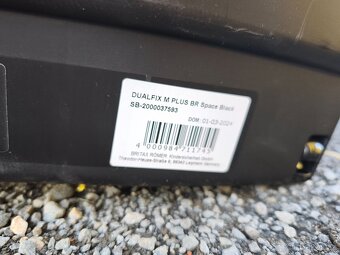 DUALFIX M PLUS BR Space Black
SB-2000037593
DOM: 01-03-2024
4 000984 711745
BRITAX RÖMER Kindersicherheit GmbH
Theodor-Heuss-Straße 9, 89340 Leipheim, Germany